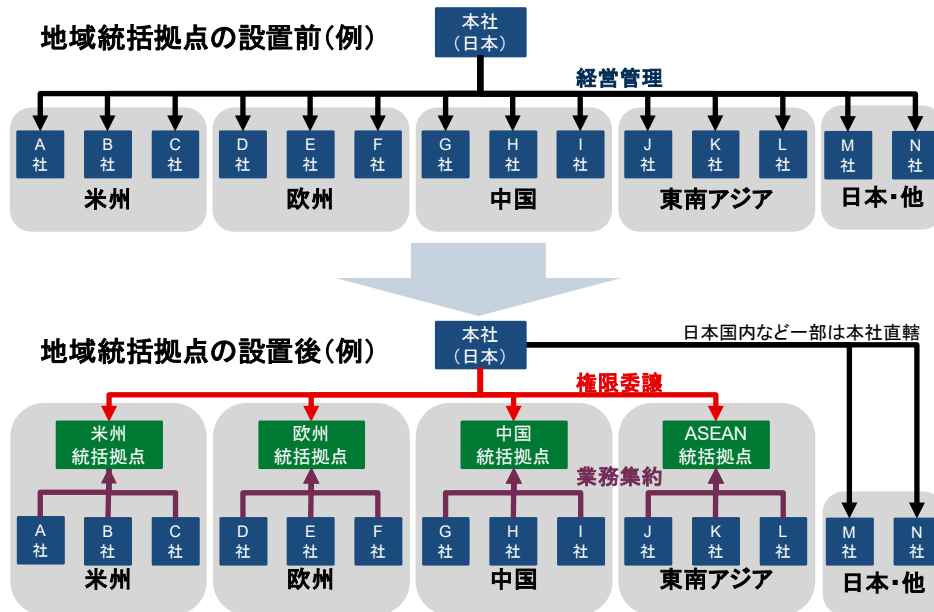 地域統括拠点の設置前(例)
本社
(日本)
経営管理
A
社
B
社
C
社
D
社
E
社
F
社
G
社
H
社
I
社
J
社
K
社
L
社
M
社
N
社
米州
欧州
中国
東南アジア
日本・他
地域統括拠点の設置後(例)
本社
(日本)
日本国内など一部は本社直轄
権限委譲
米州
統括拠点
欧州
統括拠点
中国
統括拠点
ASEAN
統括拠点
業務集約
A
社
B
社
C
社
D
社
E
社
F
社
G
社
H
社
I
社
J
社
K
社
L
社
M
社
N
社
米州
欧州
中国
東南アジア
日本・他